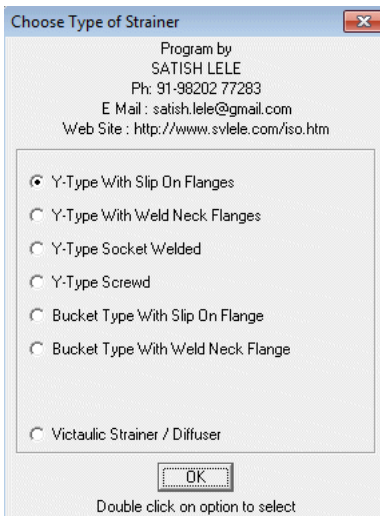 Choose Type of Strainer
Program by
SATISH LELE
Ph: 91-98202 77283
E Mail : satish.lele@gmail.com
Web Site : http://www.svlele.com/iso.htm
Y-Type With Slip On Flanges
Y-Type With Weld Neck Flanges
Y-Type Socket Welded
Y-Type Screwd
Bucket Type With Slip On Flange
Bucket Type With Weld Neck Flange
Victaulic Strainer / Diffuser
OK
Double click on option to select